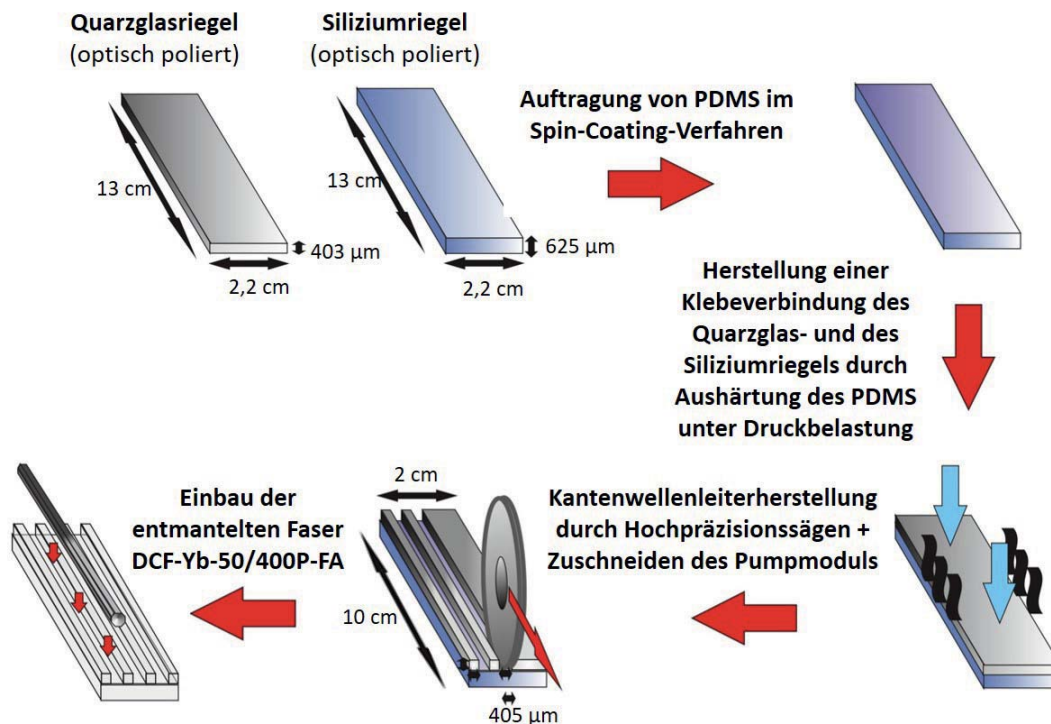 Quarzglasriegel
(optisch poliert)
Siliziumriegel
(optisch poliert)
13 cm
403 µm
2,2 cm
13 cm
625 µm
2,2 cm
Auftragung von PDMS im
Spin-Coating-Verfahren
Herstellung einer
Klebeverbindung des
Quarzglas- und des
Siliziumriegels durch
Aushärtung des PDMS
unter Druckbelastung
Kantenwellenleiterherstellung
durch Hochpräzisionssägen +
Zuschneiden des Pumpmoduls
2 cm
10 cm
405 µm
Einbau der
entmantelten Faser
DCF-Yb-50/400P-FA